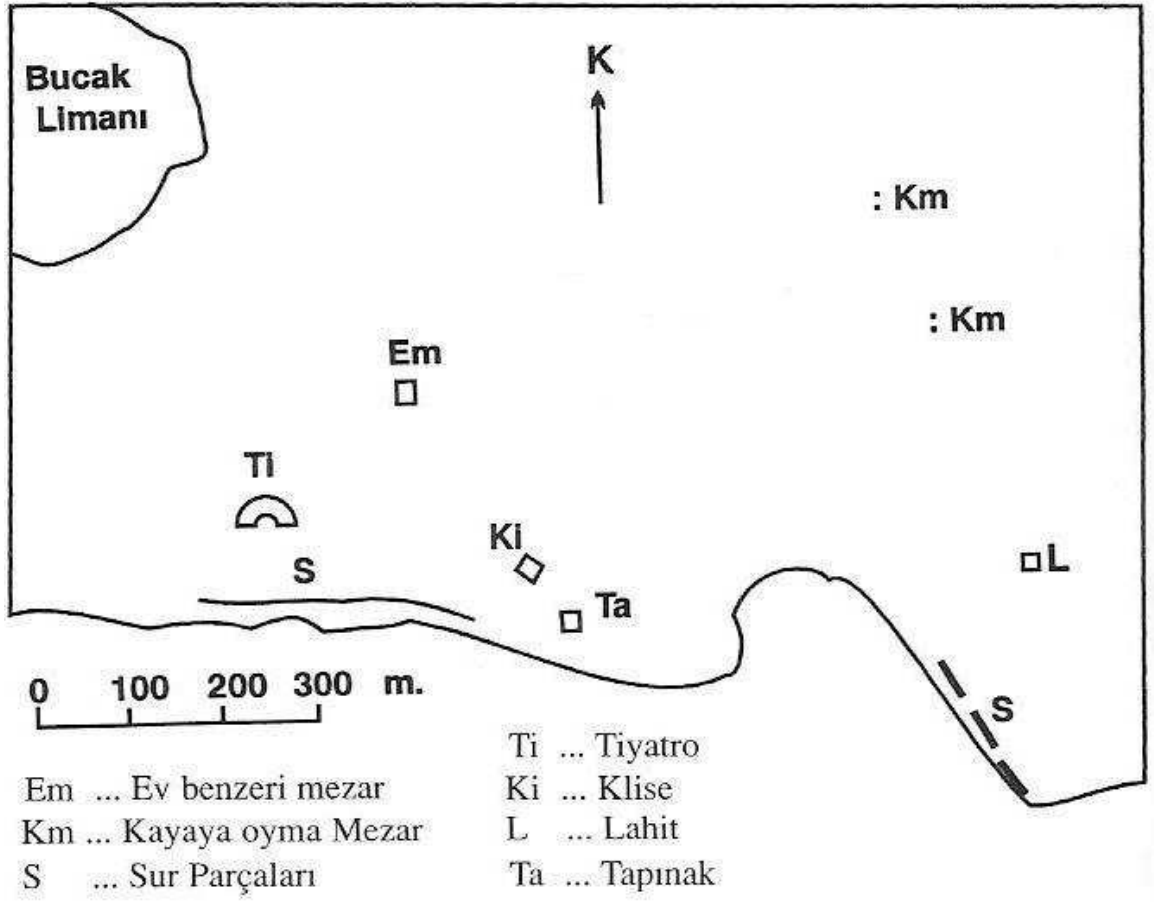 Bucak
Limanı
K
: Km
: Km
Em
Ti
Ki
S
Ta
L
S
0 100 200 300 m.
Em ... Ev benzeri mezar
Km ... Kayaya oyma Mezar
S ... Sur Parçaları
Ti ... Tiyatro
Ki ... Klise
L ... Lahit
Ta ... Tapınak